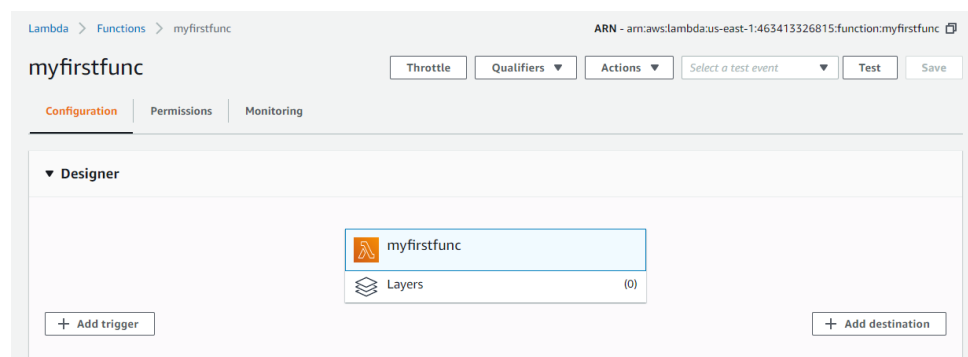 Lambda > Functions > myfirstfunc ARN - arn:aws:lambda:us-east-1:463413326815:function:myfirstfunc
myfirstfunc Throttle Qualifiers ▼ Actions ▼ Select a test event ▼ Test Save
Configuration Permissions Monitoring
▼ Designer
myfirstfunc
Layers (0)
+ Add trigger + Add destination